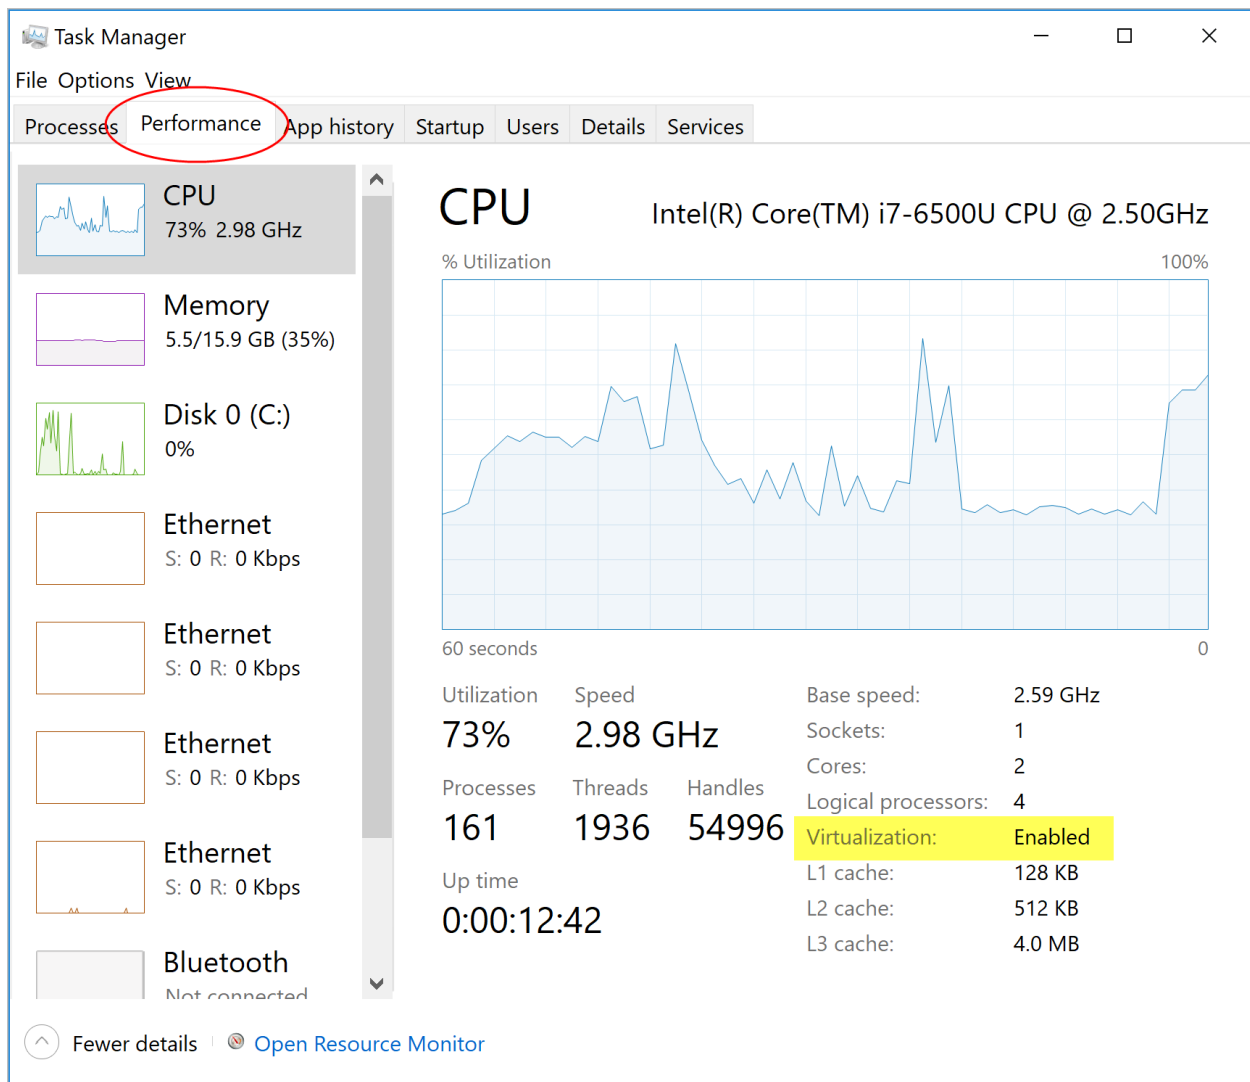 Task Manager
File Options View
Processes Performance App history Startup Users Details Services
CPU
73% 2.98 GHz
Memory
5.5/15.9 GB (35%)
Disk 0 (C:)
0%
Ethernet
S: 0 R: 0 Kbps
Ethernet
S: 0 R: 0 Kbps
Ethernet
S: 0 R: 0 Kbps
Ethernet
S: 0 R: 0 Kbps
Bluetooth
Not connected
CPU Intel(R) Core(TM) i7-6500U CPU @ 2.50GHz
% Utilization 100%
60 seconds 0
Utilization Speed
73% 2.98 GHz
Processes Threads Handles
161 1936 54996
Up time
0:00:12:42
Base speed: 2.59 GHz
Sockets: 1
Cores: 2
Logical processors: 4
Virtualization: Enabled
L1 cache: 128 KB
L2 cache: 512 KB
L3 cache: 4.0 MB
Fewer details Open Resource Monitor